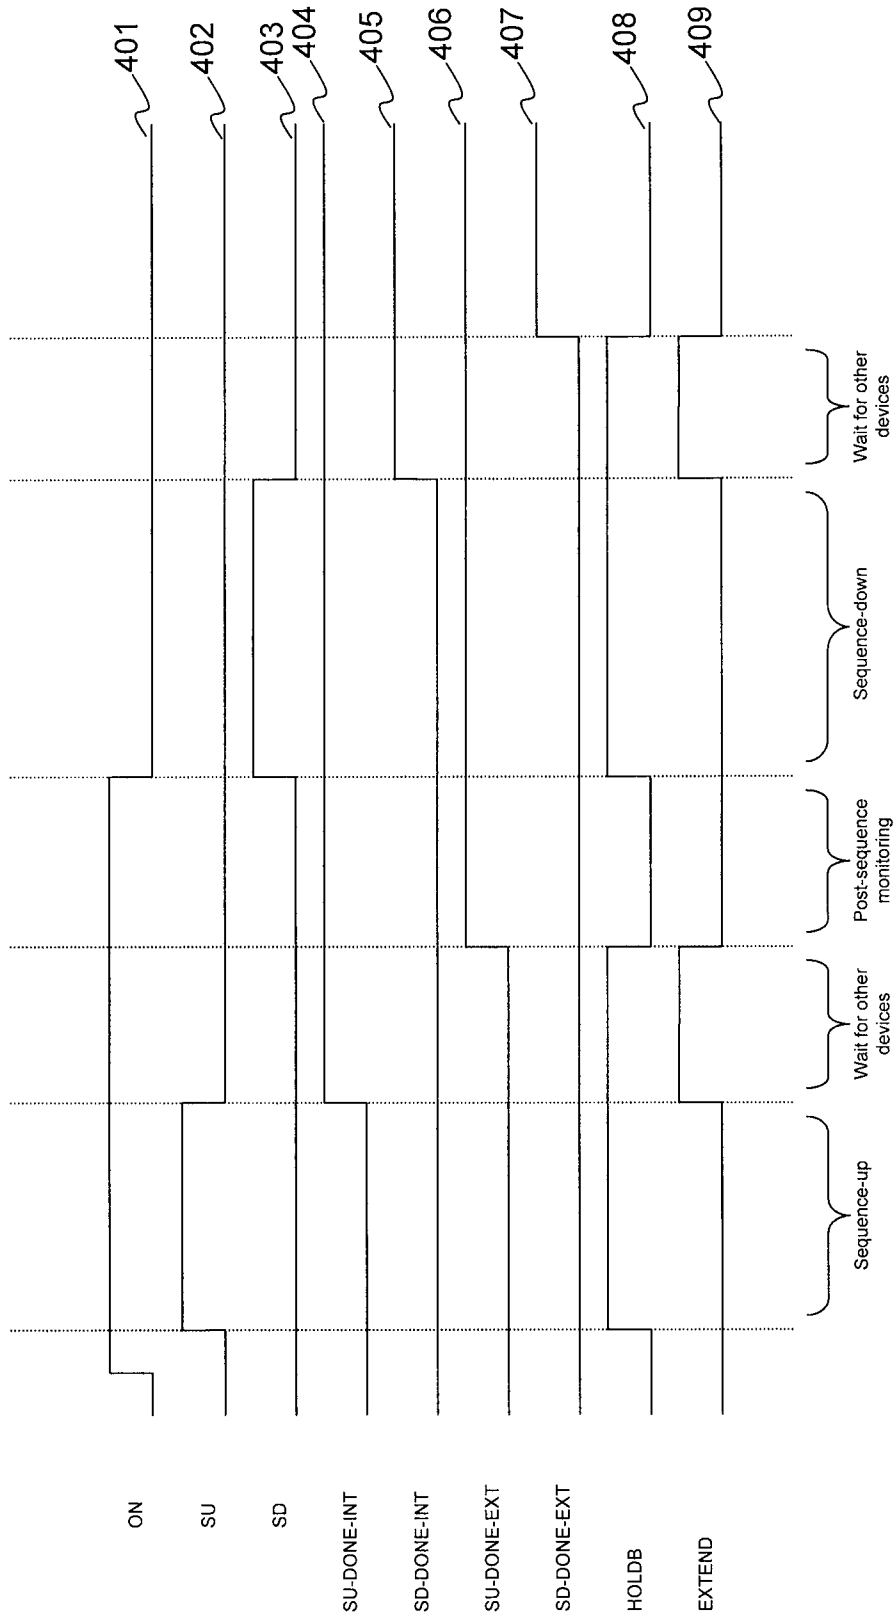 ON
SU
SD
SU-DONE-INT
SD-DONE-INT
SU-DONE-EXT
SD-DONE-EXT
HOLDB
EXTEND
401
402
403
404
405
406
407
408
409
Sequence-up
Wait for other
devices
Post-sequence
monitoring
Sequence-down
Wait for other
devices